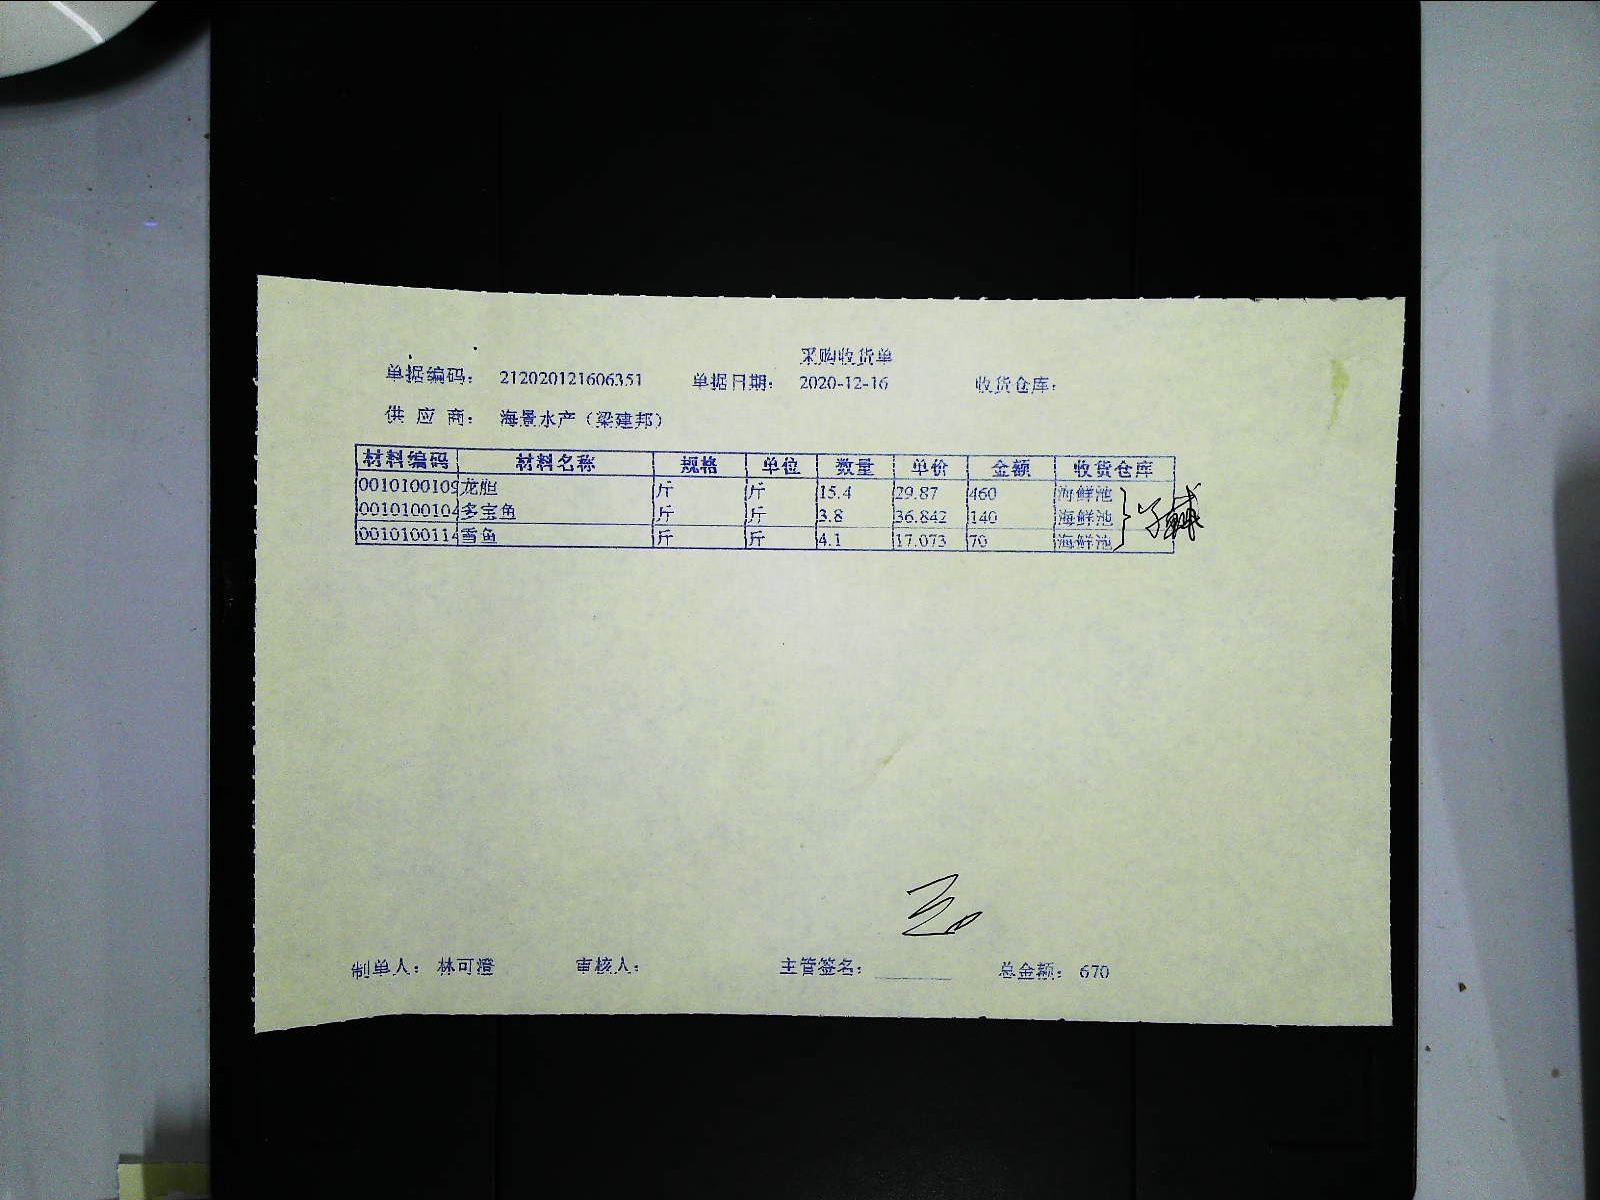 采购收货单
单据编码： 212020121606351 单据日期： 2020-12-16 收货仓库：
供 应 商： 海景水产（梁建邦）
材料编码 材料名称 规格 单位 数量 单价 金额 收货仓库
0010100109 龙胆 斤 斤 15.4 29.87 460 海鲜池
0010100104 多宝鱼 斤 斤 3.8 36.842 140 海鲜池
0010100114 雪鱼 斤 斤 4.1 17.073 70 海鲜池
制单人： 林可澄 审核人： 主管签名： 总金额： 670